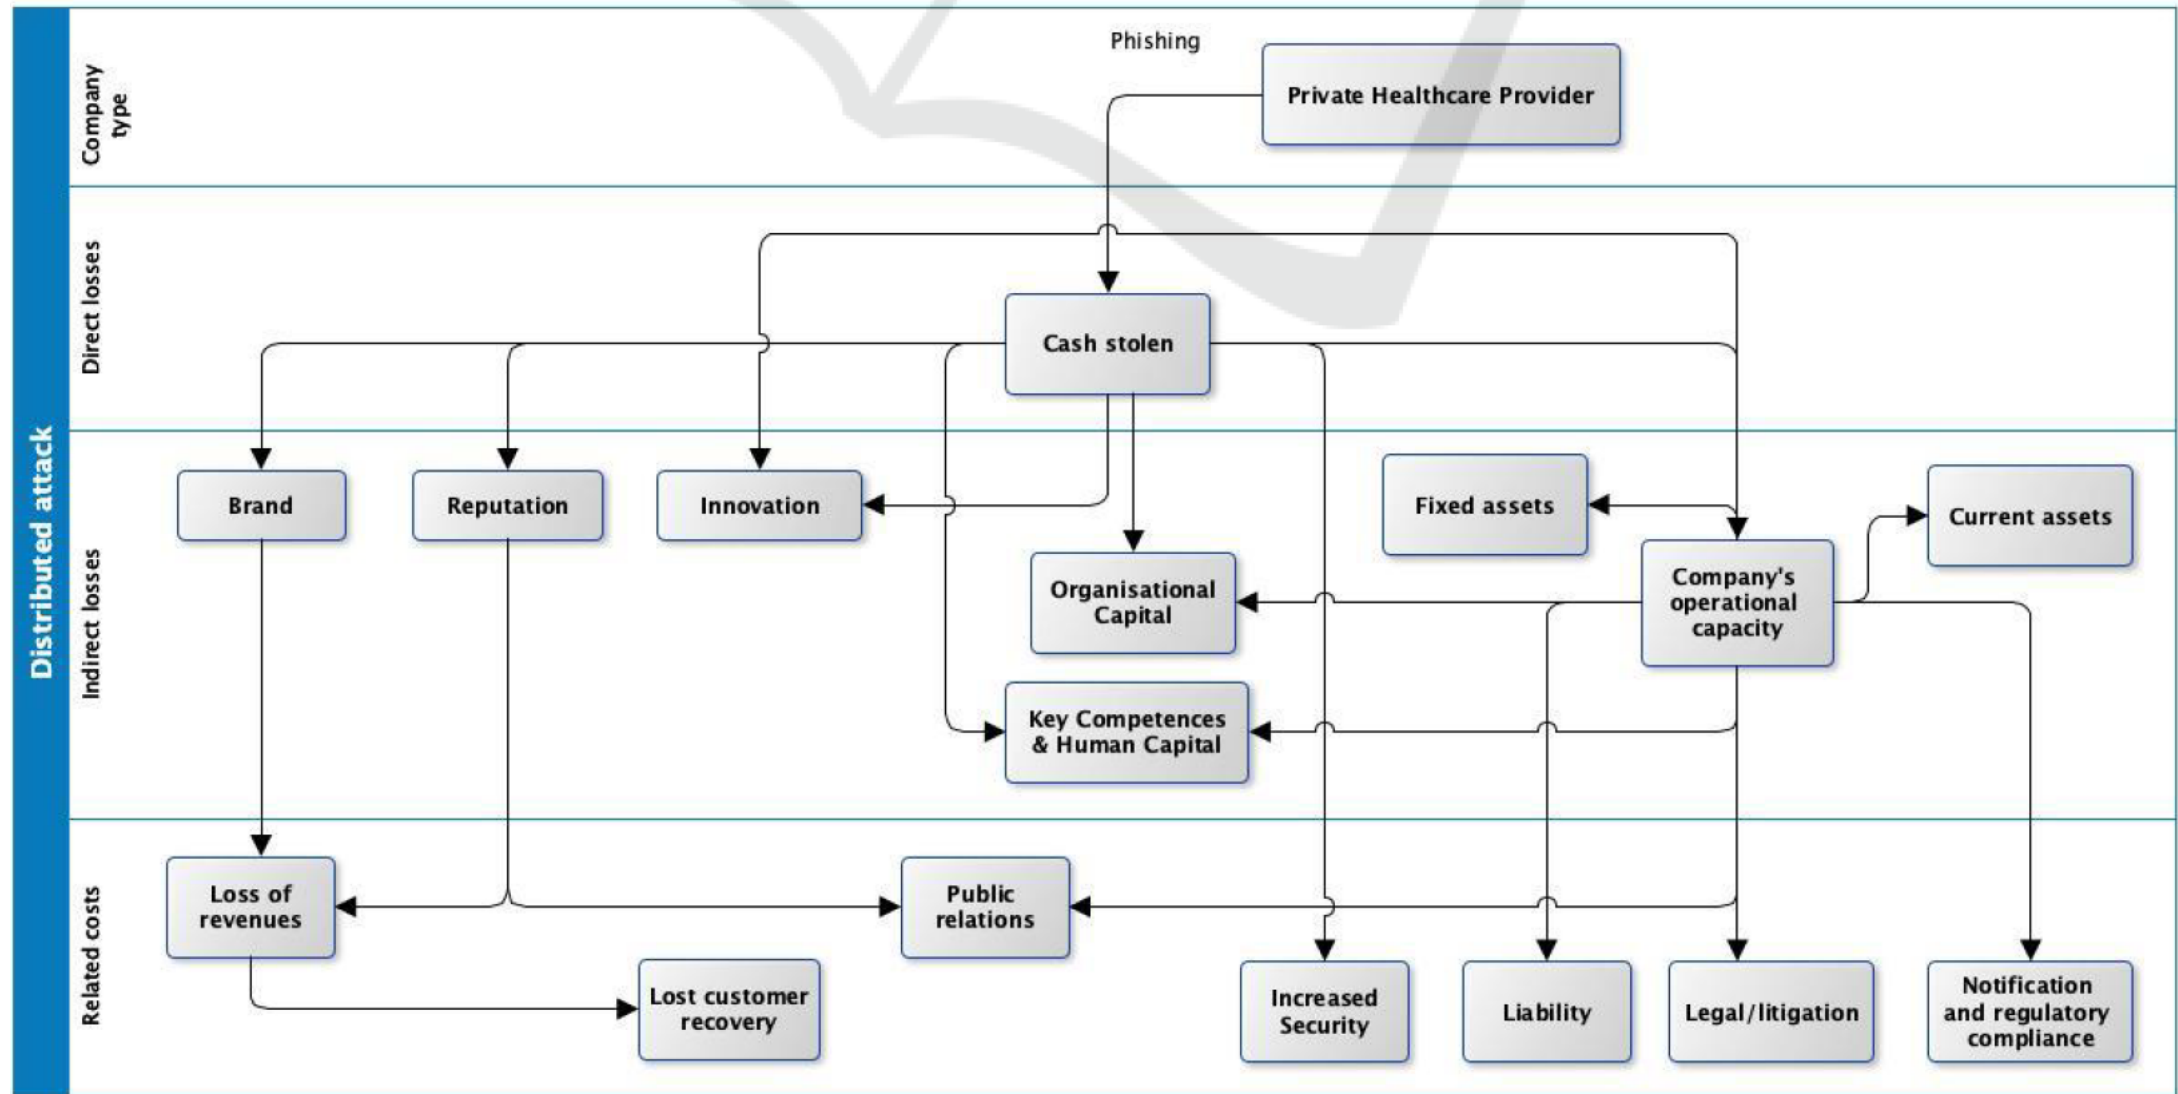 Distributed attack
Company
type
Phishing
Private Healthcare Provider
Direct losses
Cash stolen
Indirect losses
Brand
Reputation
Innovation
Fixed assets
Current assets
Organisational
Capital
Company's
operational
capacity
Key Competences
& Human Capital
Related costs
Loss of
revenues
Public
relations
Lost customer
recovery
Increased
Security
Liability
Legal/litigation
Notification
and regulatory
compliance